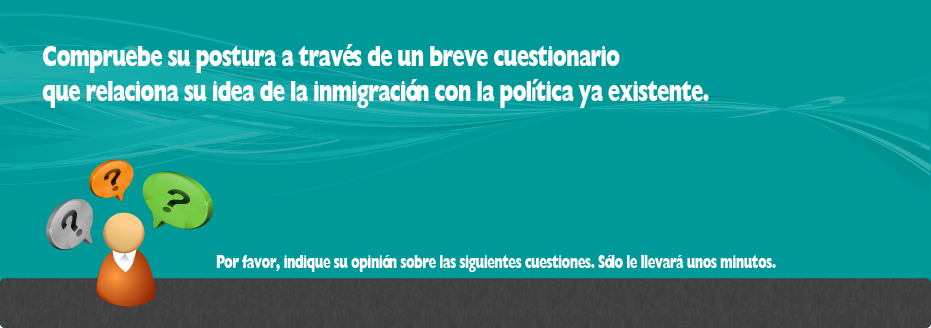 Compruebe su postura a través de un breve cuestionario
que relaciona su idea de la inmigración con la política ya existente.
? ? ?
Por favor, indique su opinión sobre las siguientes cuestiones. Sólo le llevará unos minutos.